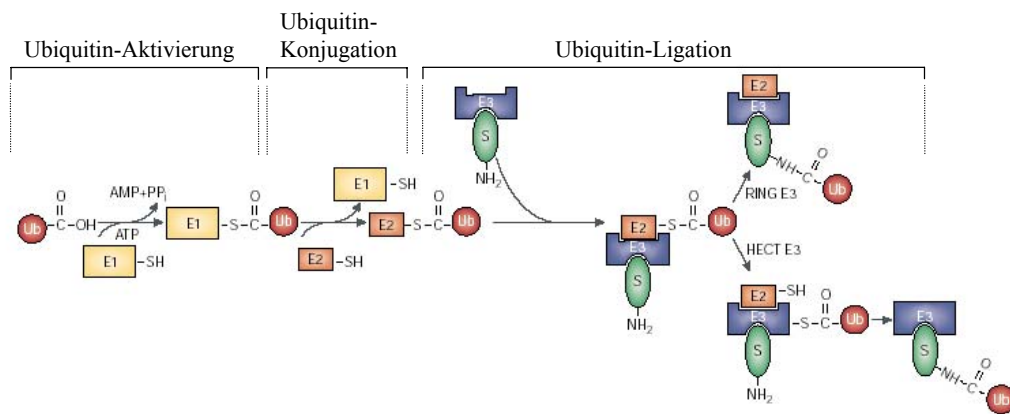 Ubiquitin-Aktivierung
Ubiquitin-
Konjugation
Ubiquitin-Ligation
E2
E3
S
NH
C
O
Ub
RING E3
E3
S
NH₂
AMP+PPᵢ
ATP
O
Ub
C
OH
E1
SH
E1
S
C
O
Ub
E1
SH
E2
SH
E2
S
C
O
Ub
E2
S
C
O
Ub
E3
S
NH₂
HECT E3
E2
SH
E3
S
C
O
Ub
S
NH₂
E3
S
NH
C
O
Ub